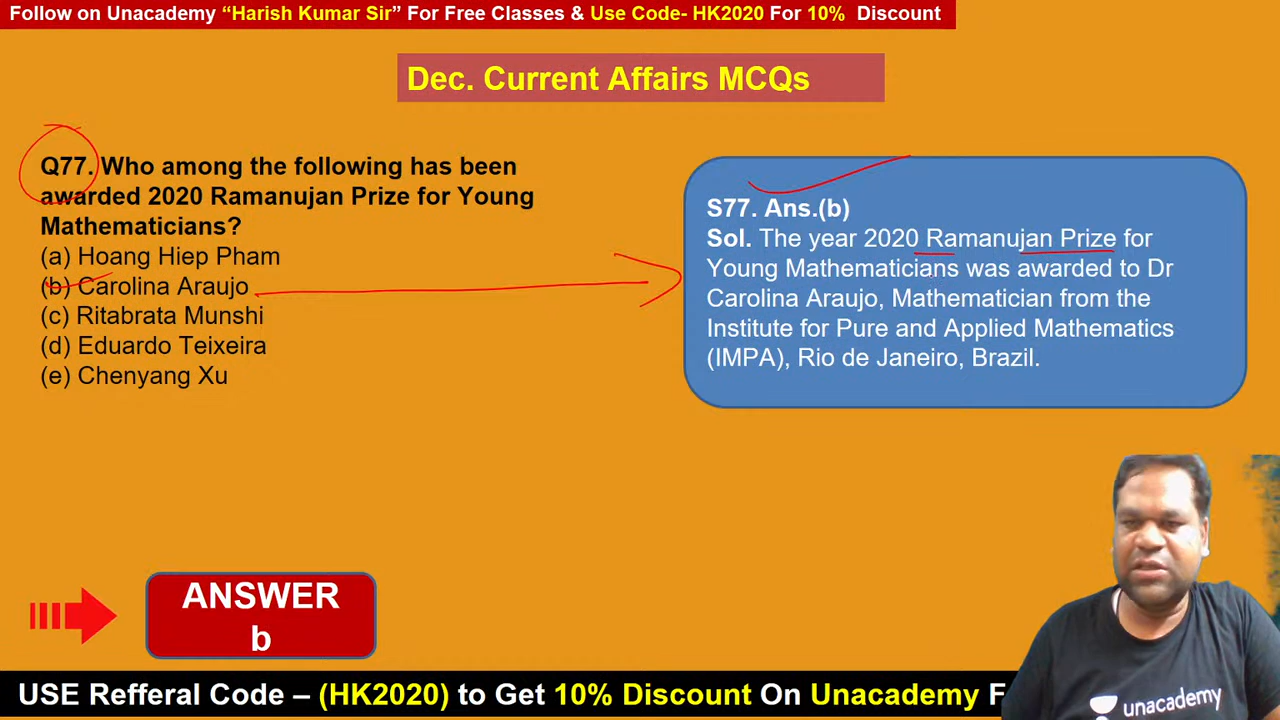 Follow on Unacademy “Harish Kumar Sir” For Free Classes & Use Code- HK2020 For 10% Discount
Dec. Current Affairs MCQs
Q77. Who among the following has been
awarded 2020 Ramanujan Prize for Young
Mathematicians?
(a) Hoang Hiep Pham
(b) Carolina Araujo
(c) Ritabrata Munshi
(d) Eduardo Teixeira
(e) Chenyang Xu
S77. Ans.(b)
Sol. The year 2020 Ramanujan Prize for
Young Mathematicians was awarded to Dr
Carolina Araujo, Mathematician from the
Institute for Pure and Applied Mathematics
(IMPA), Rio de Janeiro, Brazil.
ANSWER
b
USE Refferal Code – (HK2020) to Get 10% Discount On Unacademy F
unacademy